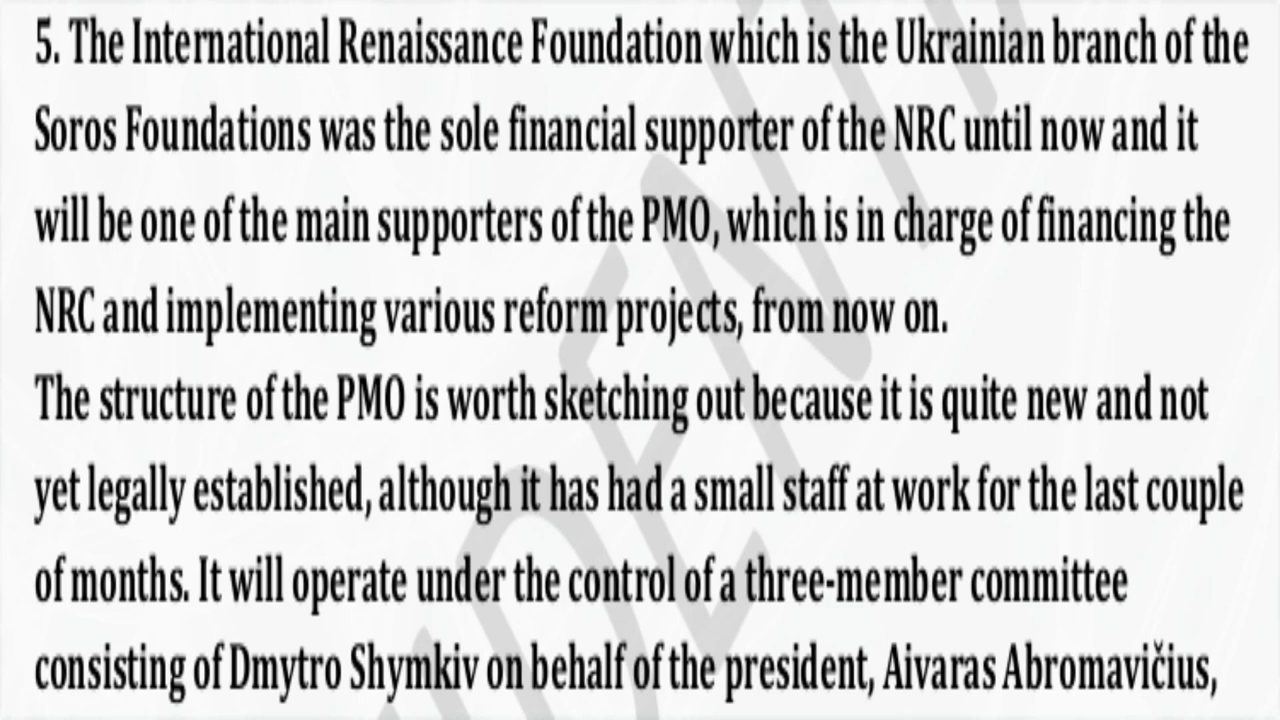 5. The International Renaissance Foundation which is the Ukrainian branch of the
Soros Foundations was the sole financial supporter of the NRC until now and it
will be one of the main supporters of the PMO, which is in charge of financing the
NRC and implementing various reform projects, from now on.
The structure of the PMO is worth sketching out because it is quite new and not
yet legally established, although it has had a small staff at work for the last couple
of months. It will operate under the control of a three-member committee
consisting of Dmytro Shymkiv on behalf of the president, Aivaras Abromavičius,